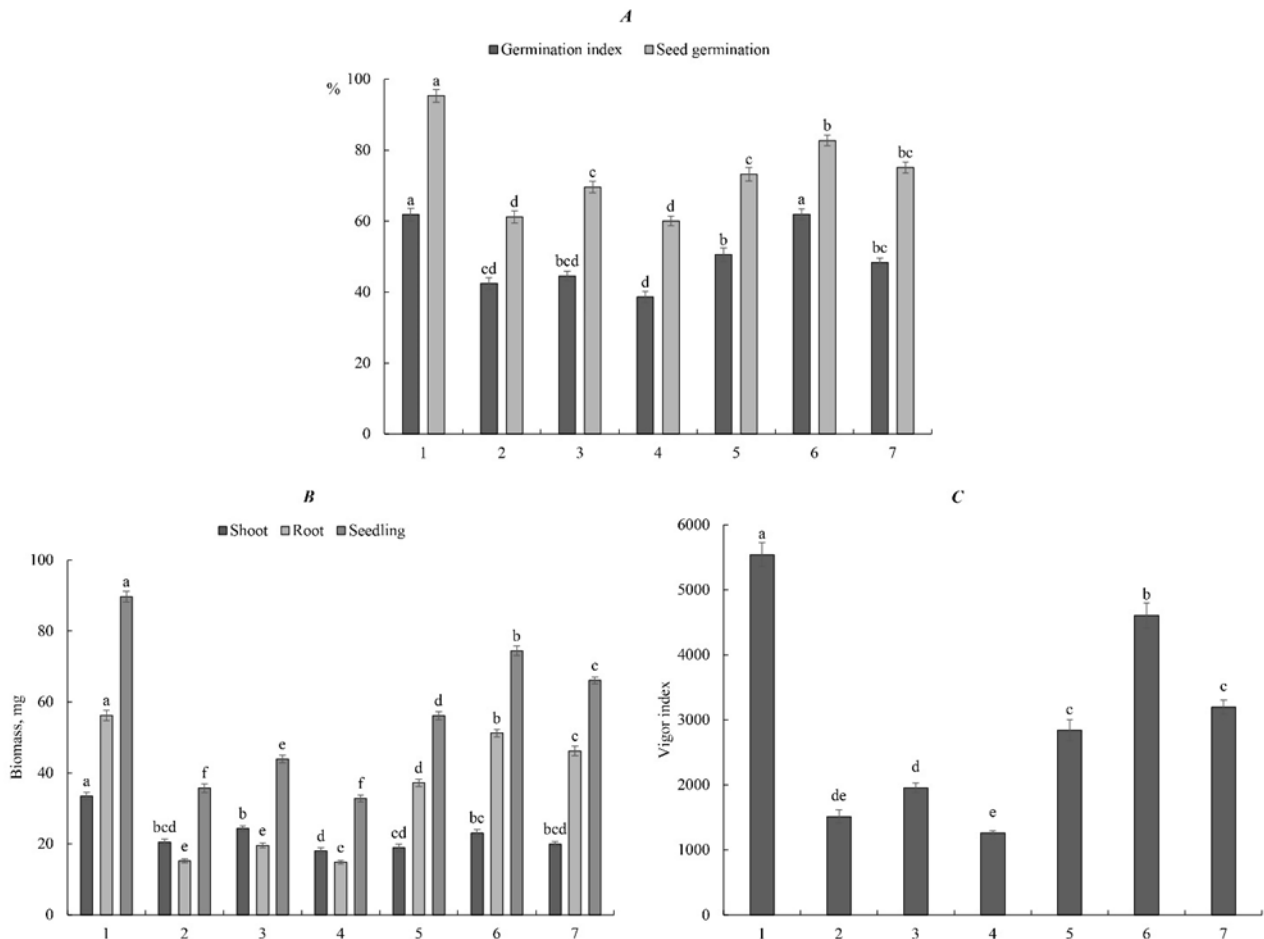 A
Germination index Seed germination
%
100
80
60
40
20
0
a a
cd d
bcd c
d d
b c
a b
bc bc
1 2 3 4 5 6 7
B
Shoot Root Seedling
Biomass, mg
100
80
60
40
20
0
a a a
bcd e f
b e e
d e f
cd d d
bc b b
bcd c c
1 2 3 4 5 6 7
C
Vigor index
6000
5000
4000
3000
2000
1000
0
a
de
d
e
c
b
c
1 2 3 4 5 6 7